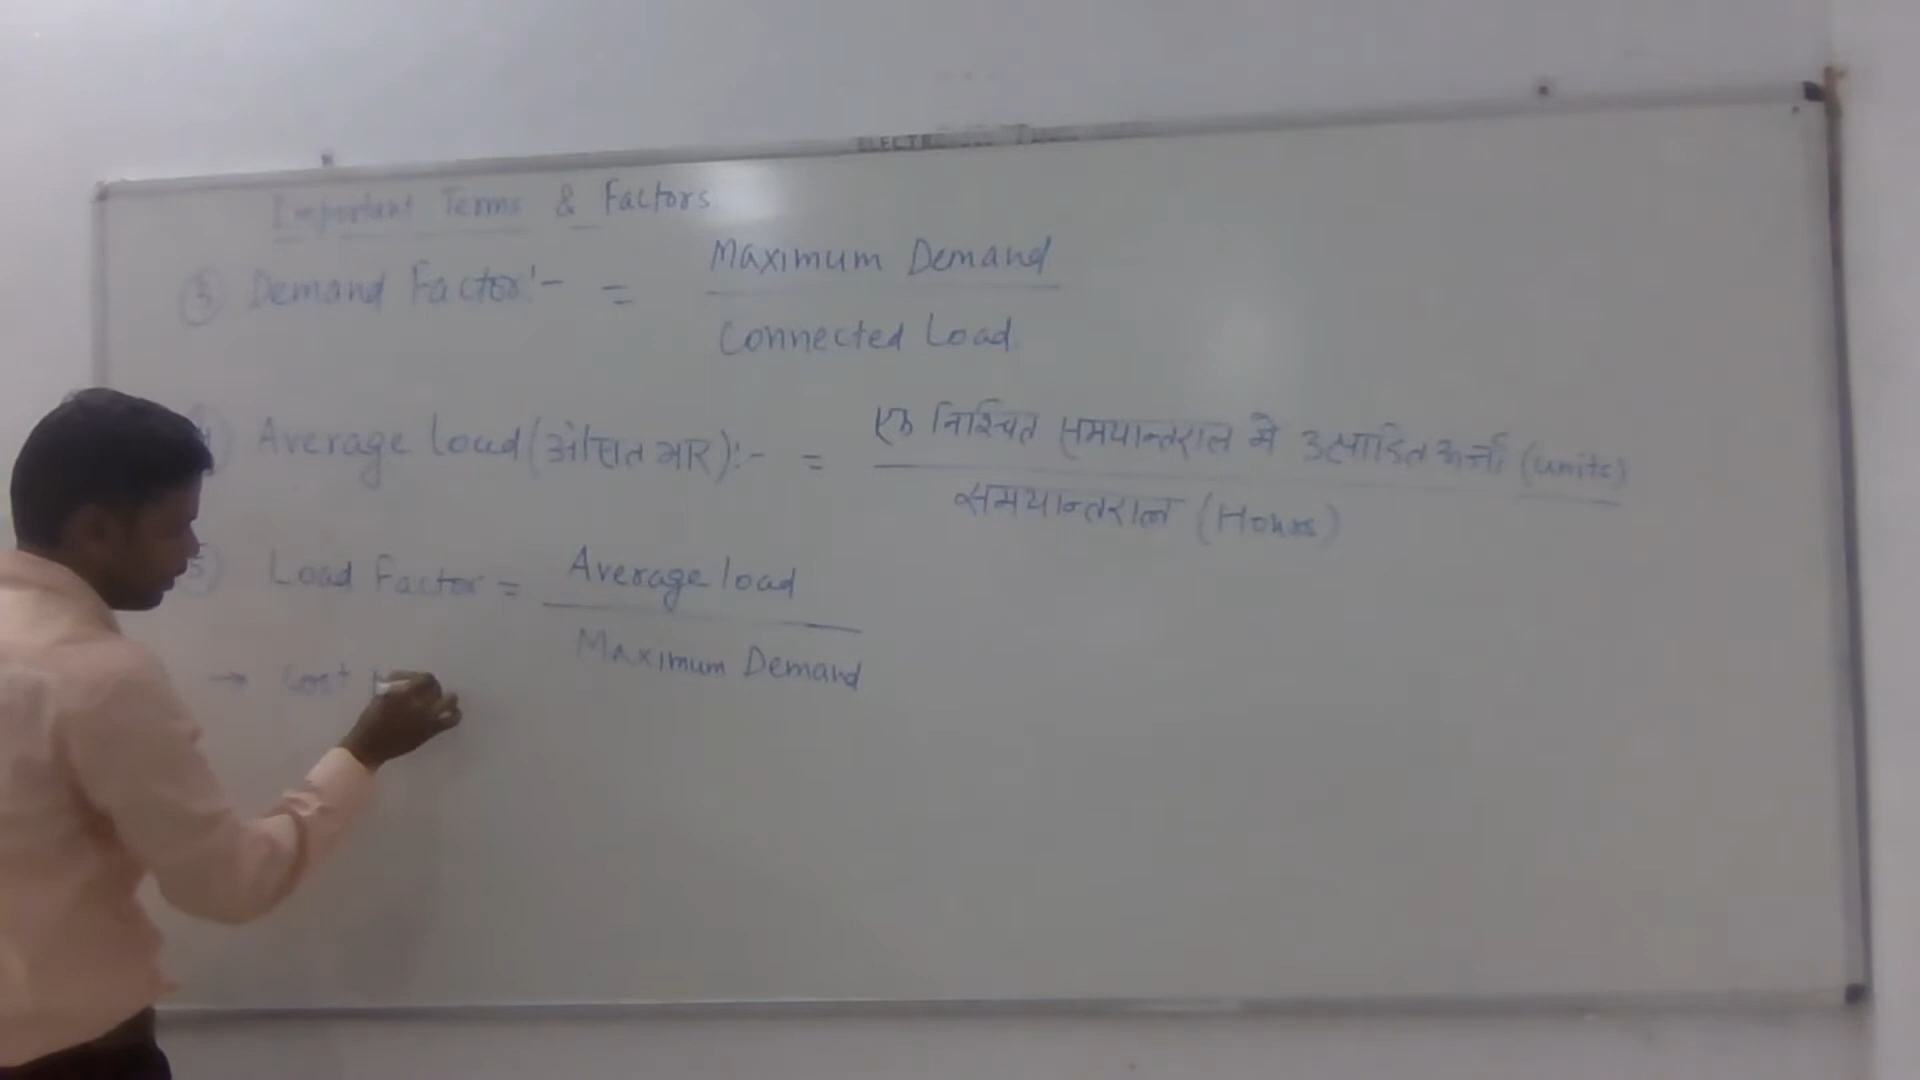 Important Terms & Factors
③ Demand Factor:- = Maximum Demand
Connected Load
Average load (औसत भार):- = एक निश्चित समयान्तराल मे उत्पादित ऊर्जा (units)
समयान्तराल (Hours)
5) Load Factor = Average load
Maximum Demand
→ Cost